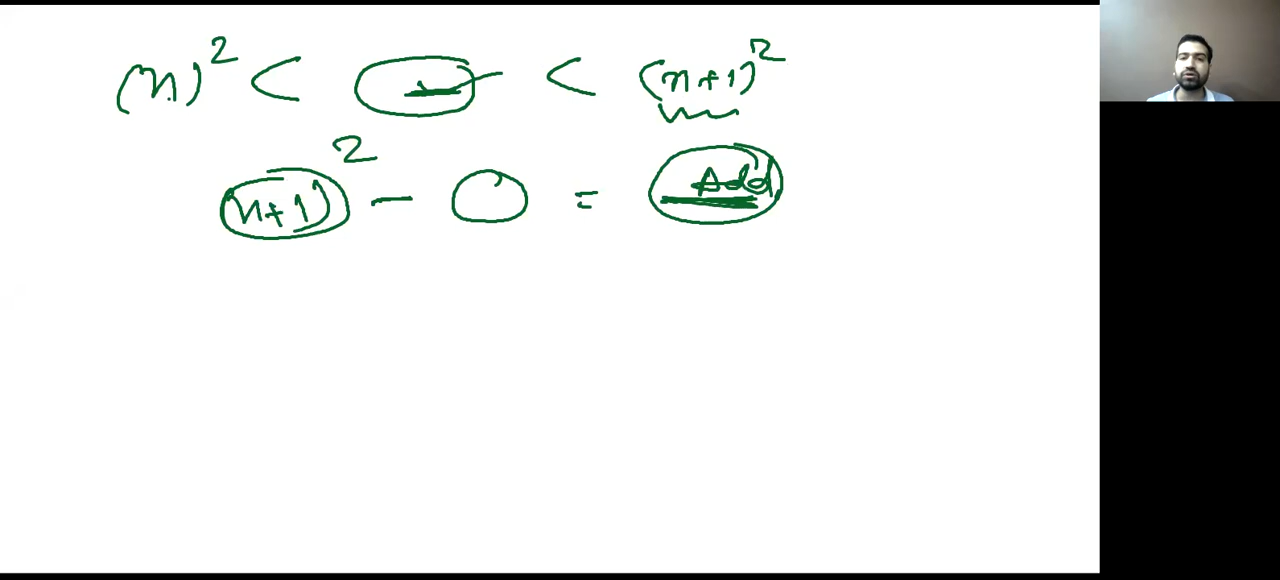 (n)² < ◯ < (n+1)²
(n+1)² - ◯ = Add